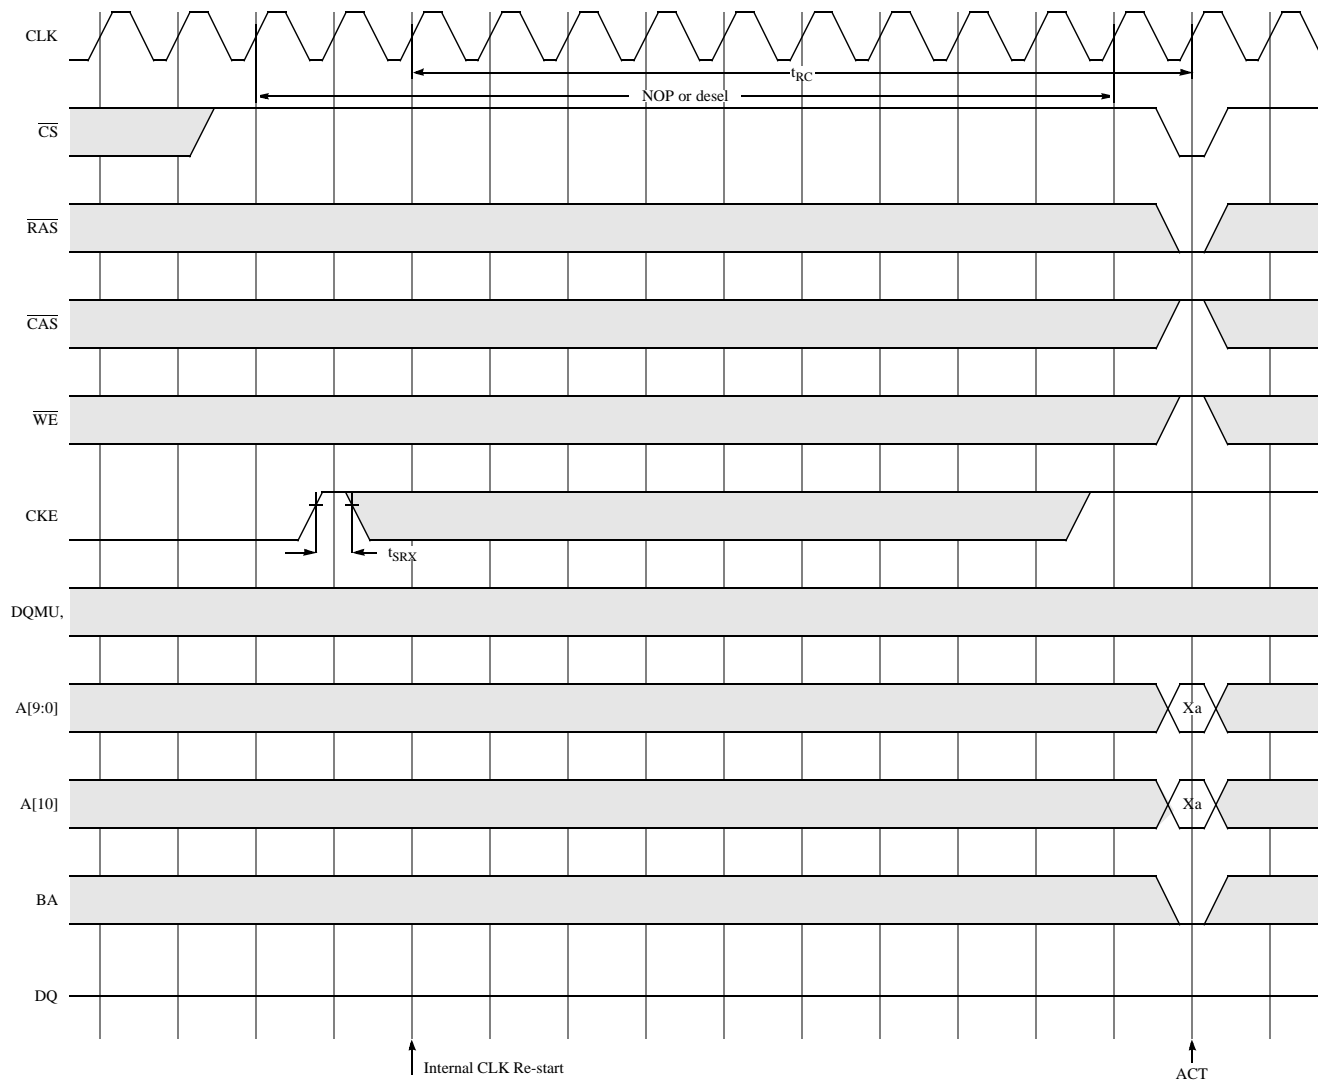 CLK
tRC
NOP or desel
CS
RAS
CAS
WE
CKE
tSRX
DQMU,
A[9:0]
Xa
A[10]
Xa
BA
DQ
Internal CLK Re-start
ACT